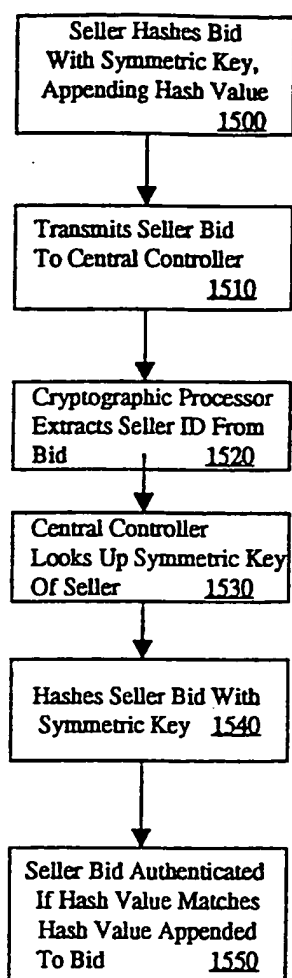 Seller Hashes Bid
With Symmetric Key,
Appending Hash Value
1500
Transmits Seller Bid
To Central Controller
1510
Cryptographic Processor
Extracts Seller ID From
Bid 1520
Central Controller
Looks Up Symmetric Key
Of Seller 1530
Hashes Seller Bid With
Symmetric Key 1540
Seller Bid Authenticated
If Hash Value Matches
Hash Value Appended
To Bid 1550